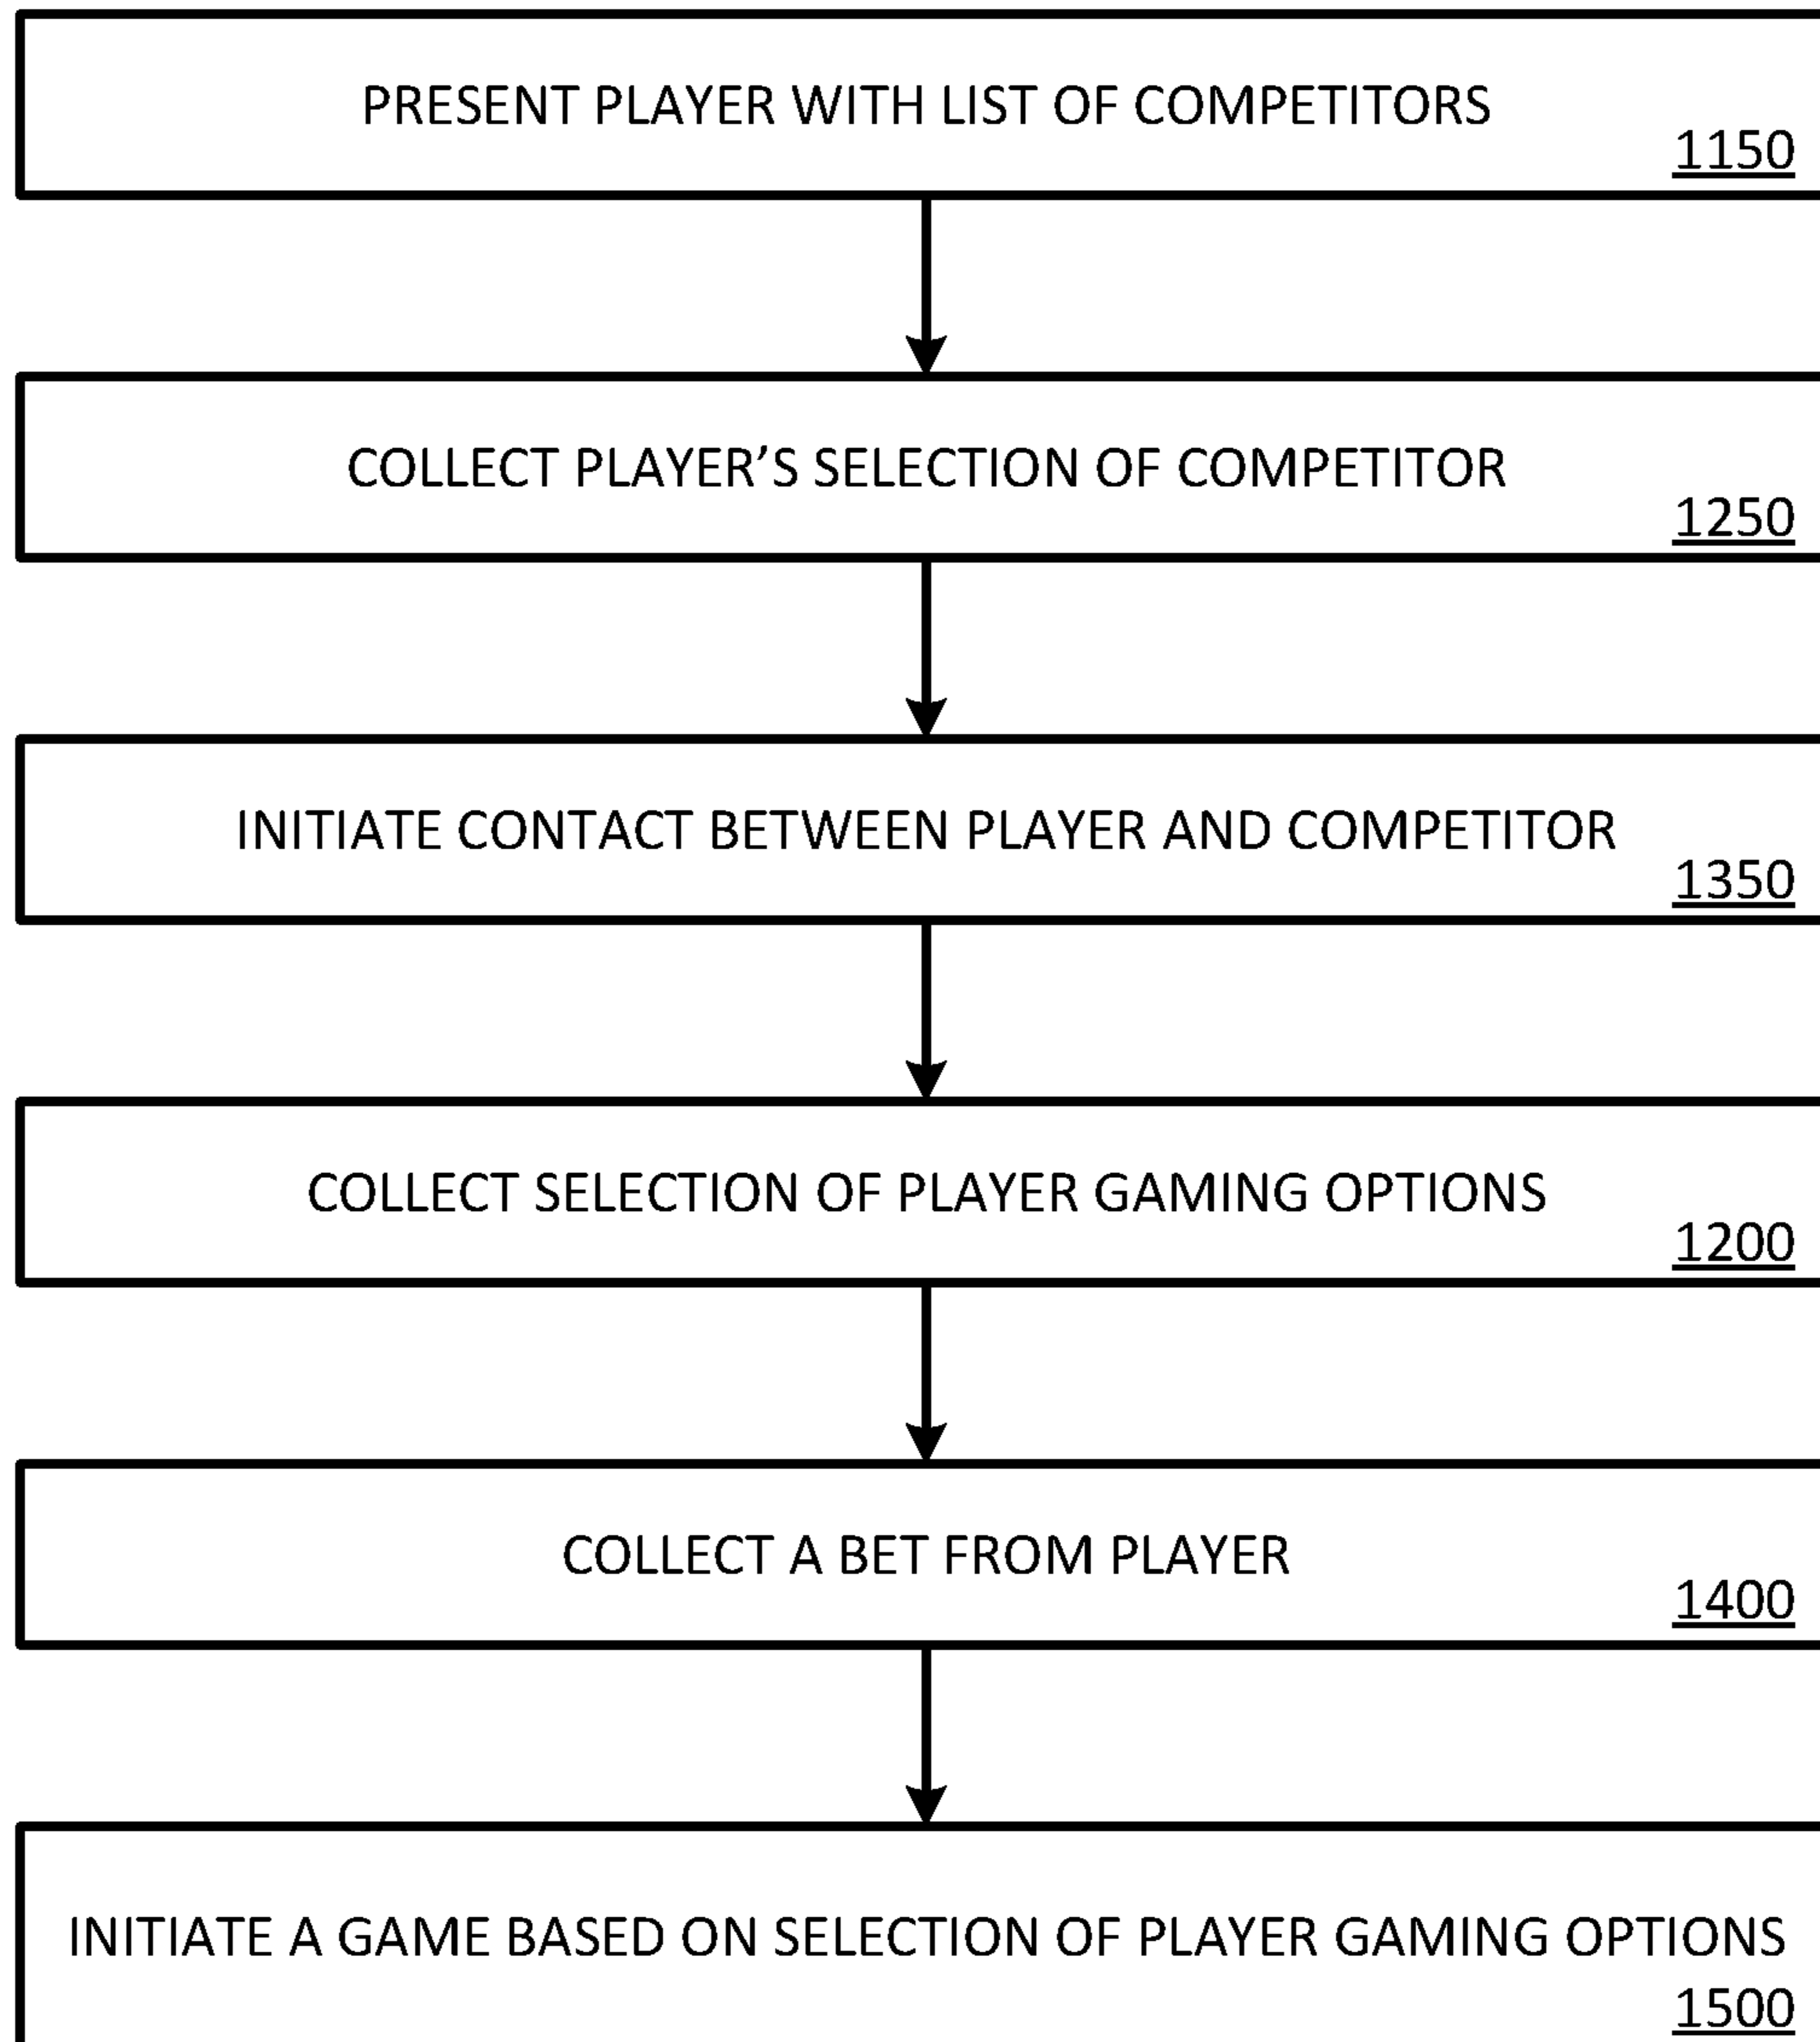 PRESENT PLAYER WITH LIST OF COMPETITORS
1150
COLLECT PLAYER’S SELECTION OF COMPETITOR
1250
INITIATE CONTACT BETWEEN PLAYER AND COMPETITOR
1350
COLLECT SELECTION OF PLAYER GAMING OPTIONS
1200
COLLECT A BET FROM PLAYER
1400
INITIATE A GAME BASED ON SELECTION OF PLAYER GAMING OPTIONS
1500